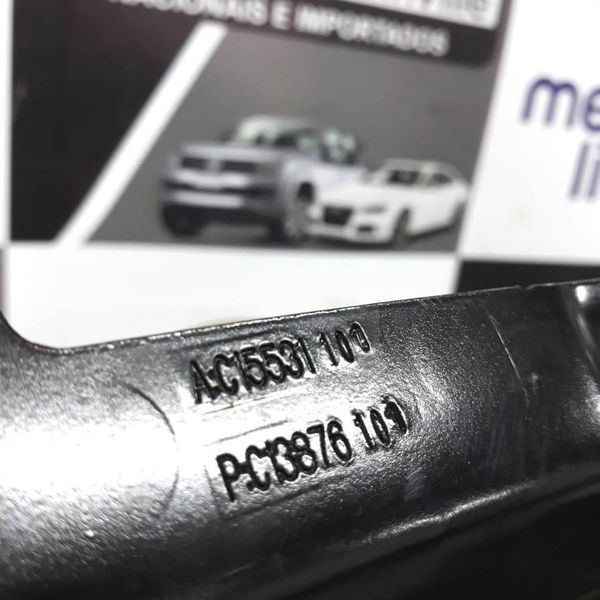 NACIONAIS E IMPORTADOS
me
li
A:C15531 100
P:C13876 101